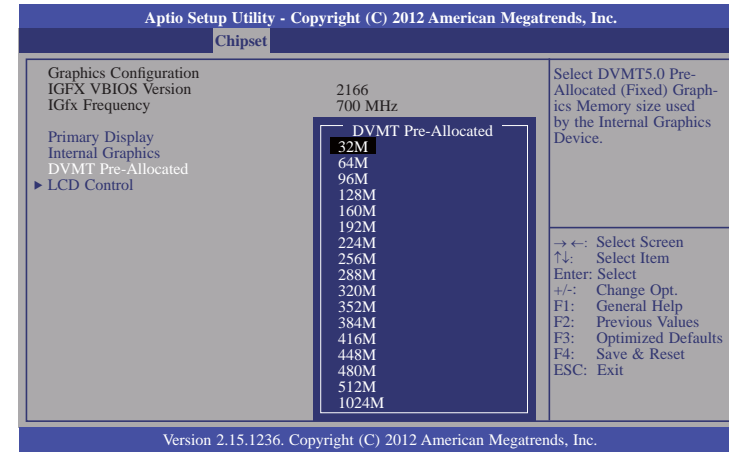 Aptio Setup Utility - Copyright (C) 2012 American Megatrends, Inc.
Chipset
Graphics Configuration
IGFX VBIOS Version 2166
IGfx Frequency 700 MHz
Primary Display
Internal Graphics
DVMT Pre-Allocated
► LCD Control
DVMT Pre-Allocated
32M
64M
96M
128M
160M
192M
224M
256M
288M
320M
352M
384M
416M
448M
480M
512M
1024M
Select DVMT5.0 Pre-
Allocated (Fixed) Graph-
ics Memory size used
by the Internal Graphics
Device.
→←: Select Screen
↑↓: Select Item
Enter: Select
+/-: Change Opt.
F1: General Help
F2: Previous Values
F3: Optimized Defaults
F4: Save & Reset
ESC: Exit
Version 2.15.1236. Copyright (C) 2012 American Megatrends, Inc.